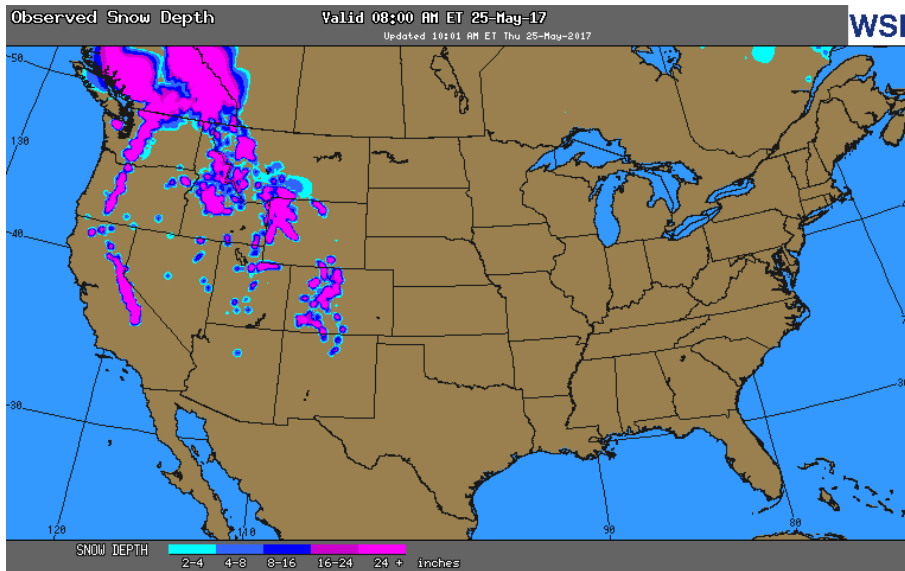 Observed Snow Depth Valid 08:00 AM ET 25-May-17
Updated 10:01 AM ET Thu 25-May-2017
WSI
50
130
40
30
120
110
90
80
SNOW DEPTH
2-4 4-8 8-16 16-24 24 + inches